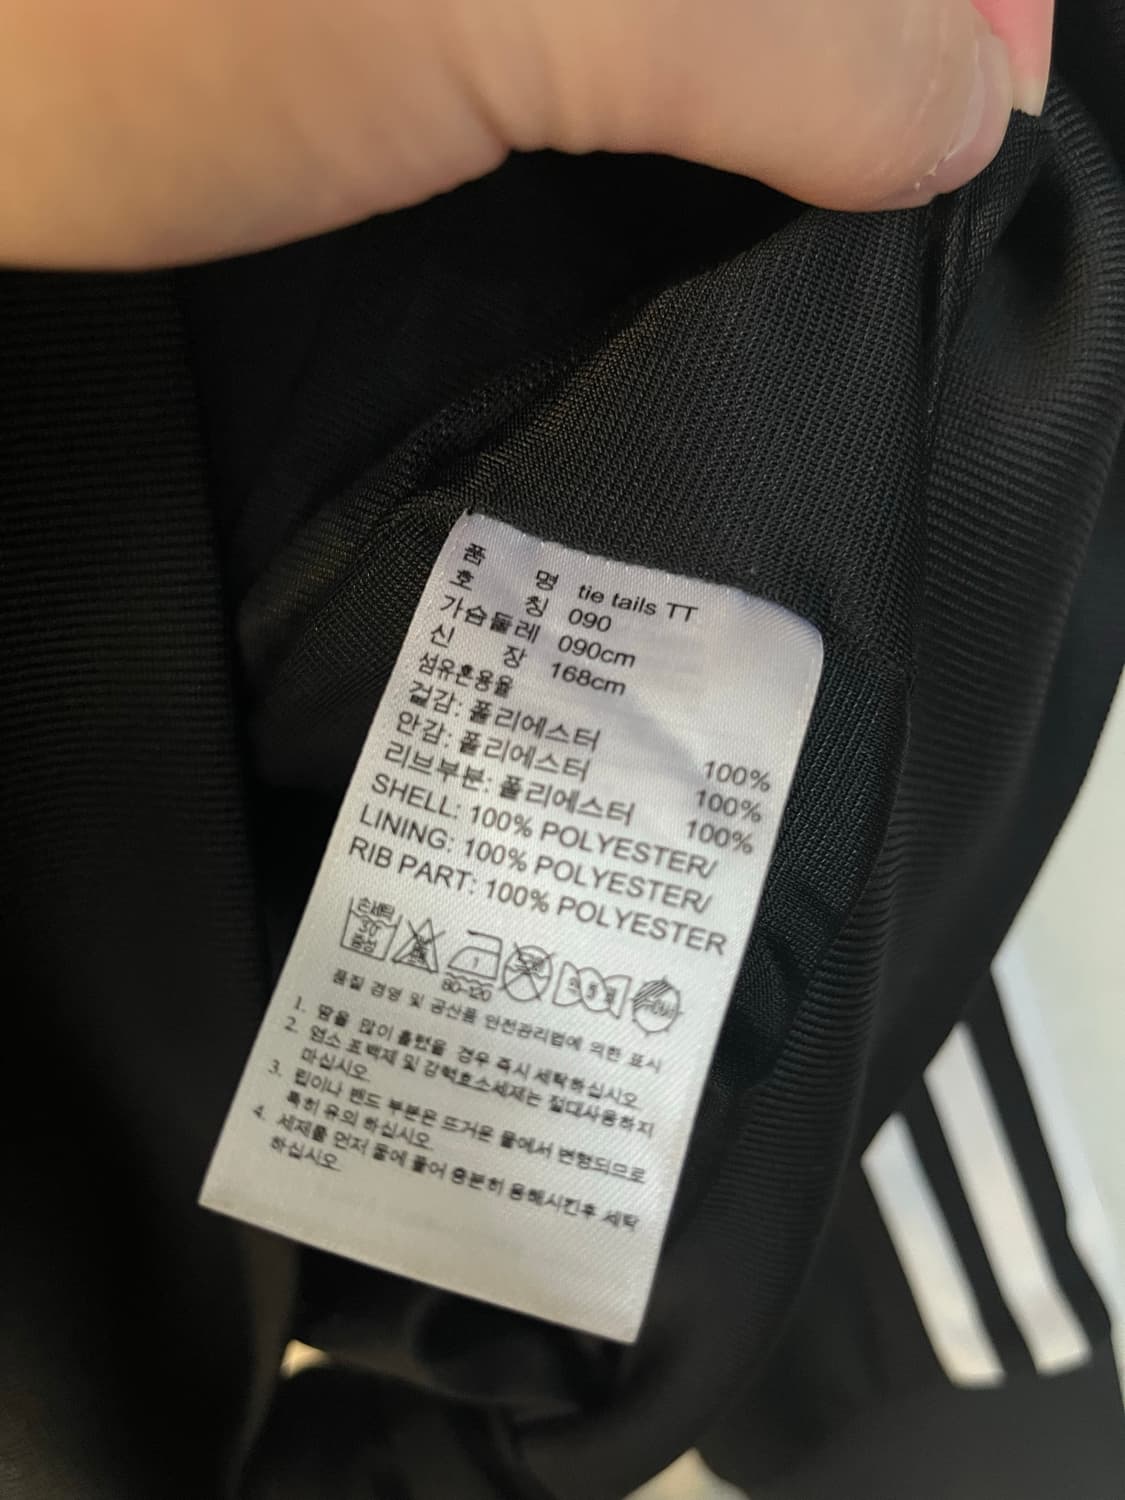 품 명 tie tails TT
호 칭 090
가슴둘레 090cm
신 장 168cm
섬유혼용율
겉감: 폴리에스터 100%
안감: 폴리에스터 100%
리브부분: 폴리에스터 100%
SHELL: 100% POLYESTER/
LINING: 100% POLYESTER/
RIB PART: 100% POLYESTER
손세탁
30
중성
80~120
품질 경영 및 공산품 안전관리법에 의한 표시
1. 땀을 많이 흘렸을 경우 즉시 세탁하십시오
2. 염소 표백제 및 강력효소세제는 절대사용하지
마십시오.
3. 립이나 밴드 부분은 뜨거운 물에서 변형되므로
특히 유의 하십시오.
4. 세제를 먼저 물에 풀어 충분히 용해시킨후 세탁
하십시오.